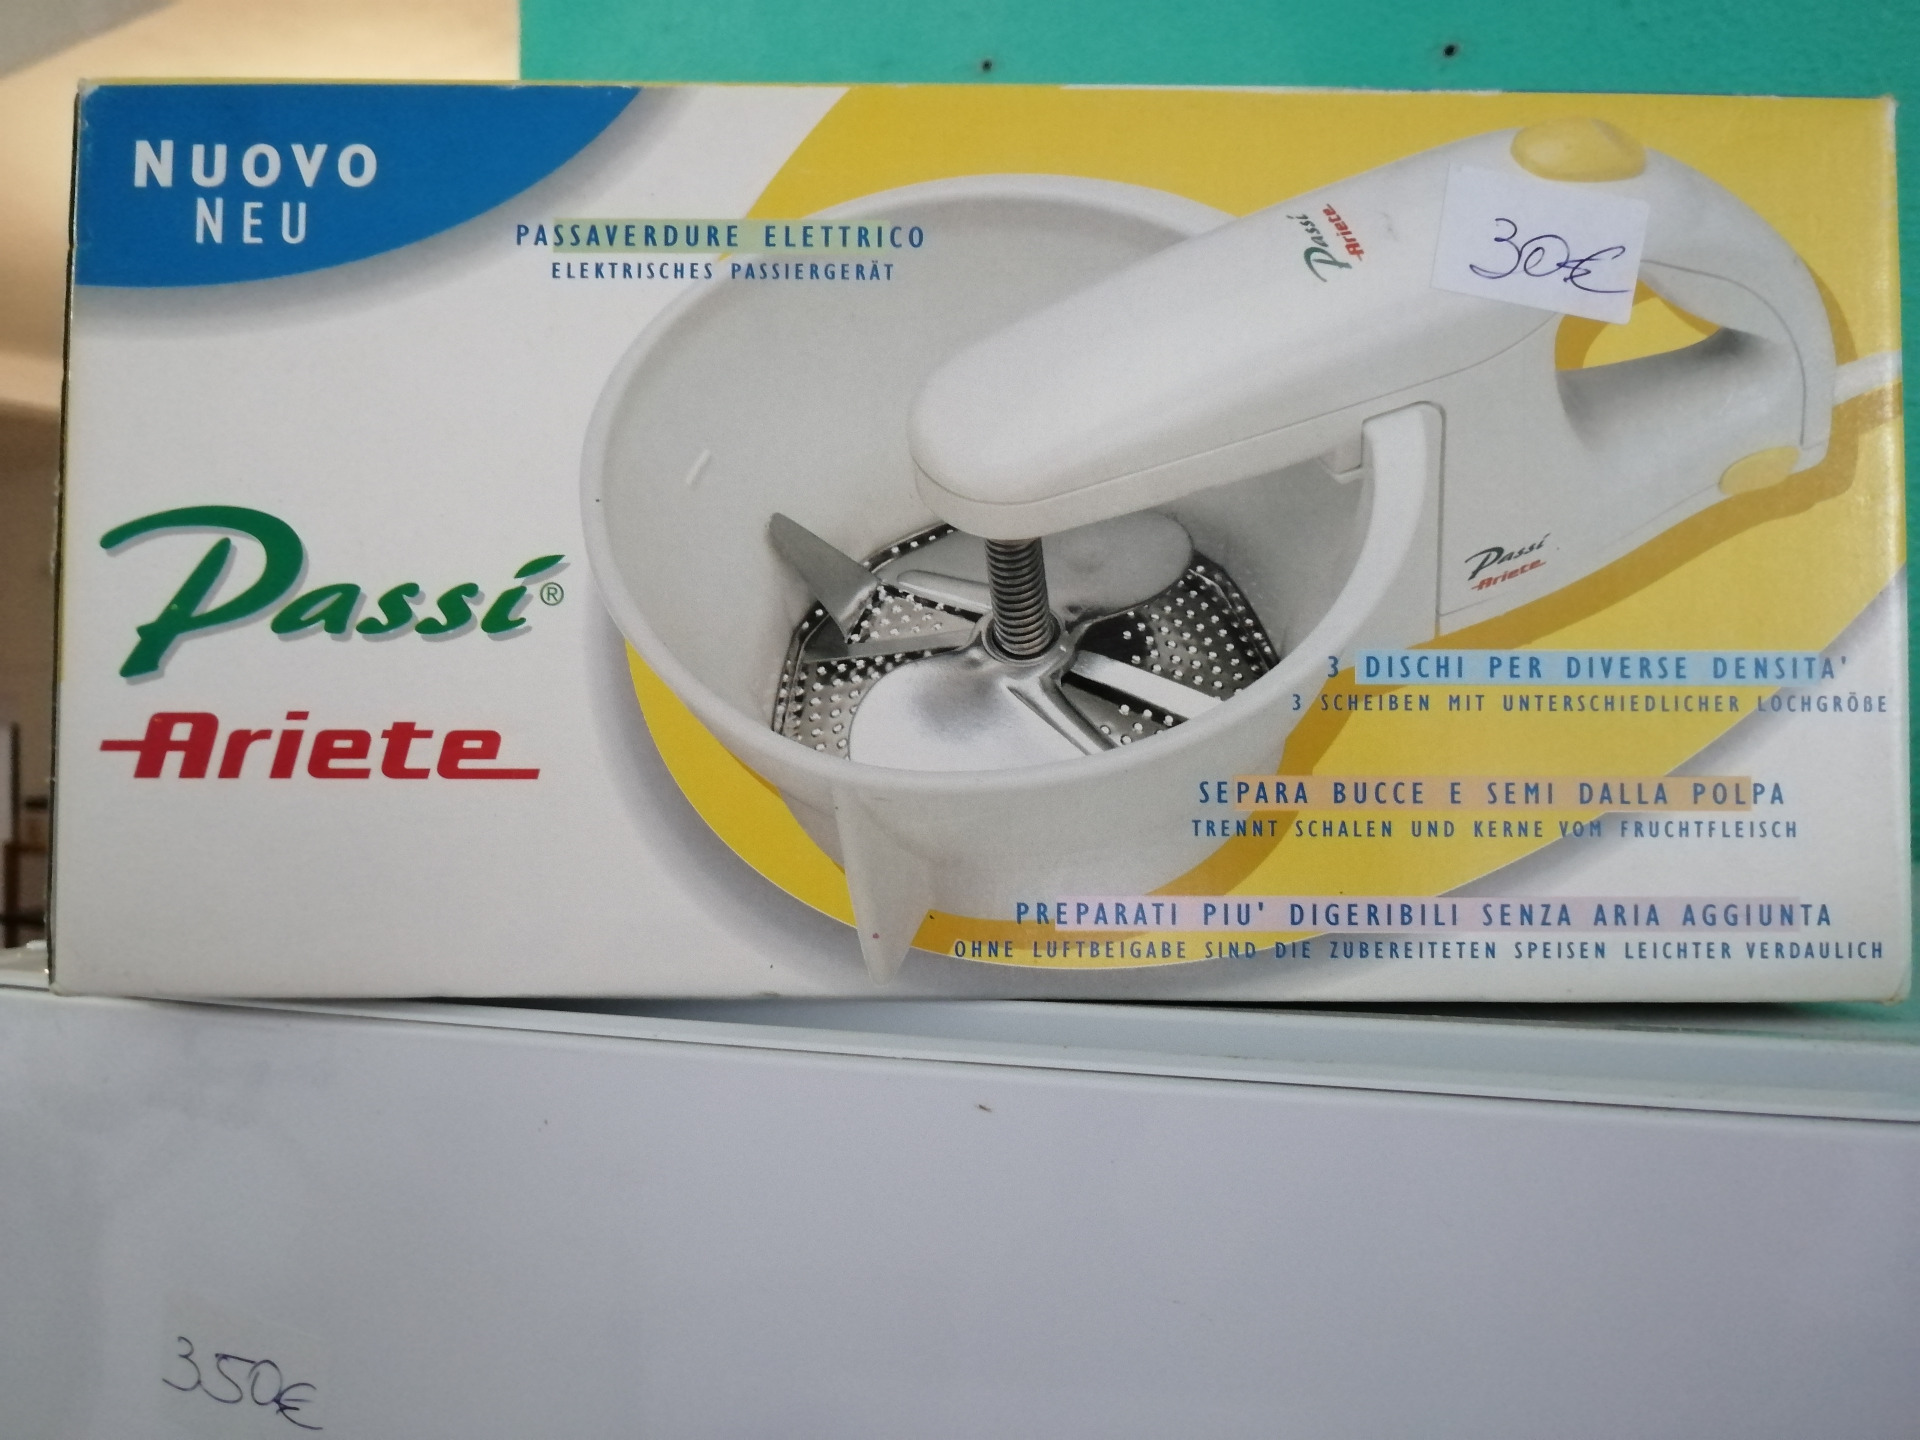 NUOVO
NEU
PASSAVERDURE ELETTRICO
ELEKTRISCHES PASSIERGERÄT
Passi
Ariete
30€
Passí®
Ariete
Passi
Ariete
3 DISCHI PER DIVERSE DENSITA'
3 SCHEIBEN MIT UNTERSCHIEDLICHER LOCHGRÖßE
SEPARA BUCCE E SEMI DALLA POLPA
TRENNT SCHALEN UND KERNE VOM FRUCHTFLEISCH
PREPARATI PIU' DIGERIBILI SENZA ARIA AGGIUNTA
OHNE LUFTBEIGABE SIND DIE ZUBEREITETEN SPEISEN LEICHTER VERDAULICH
350€